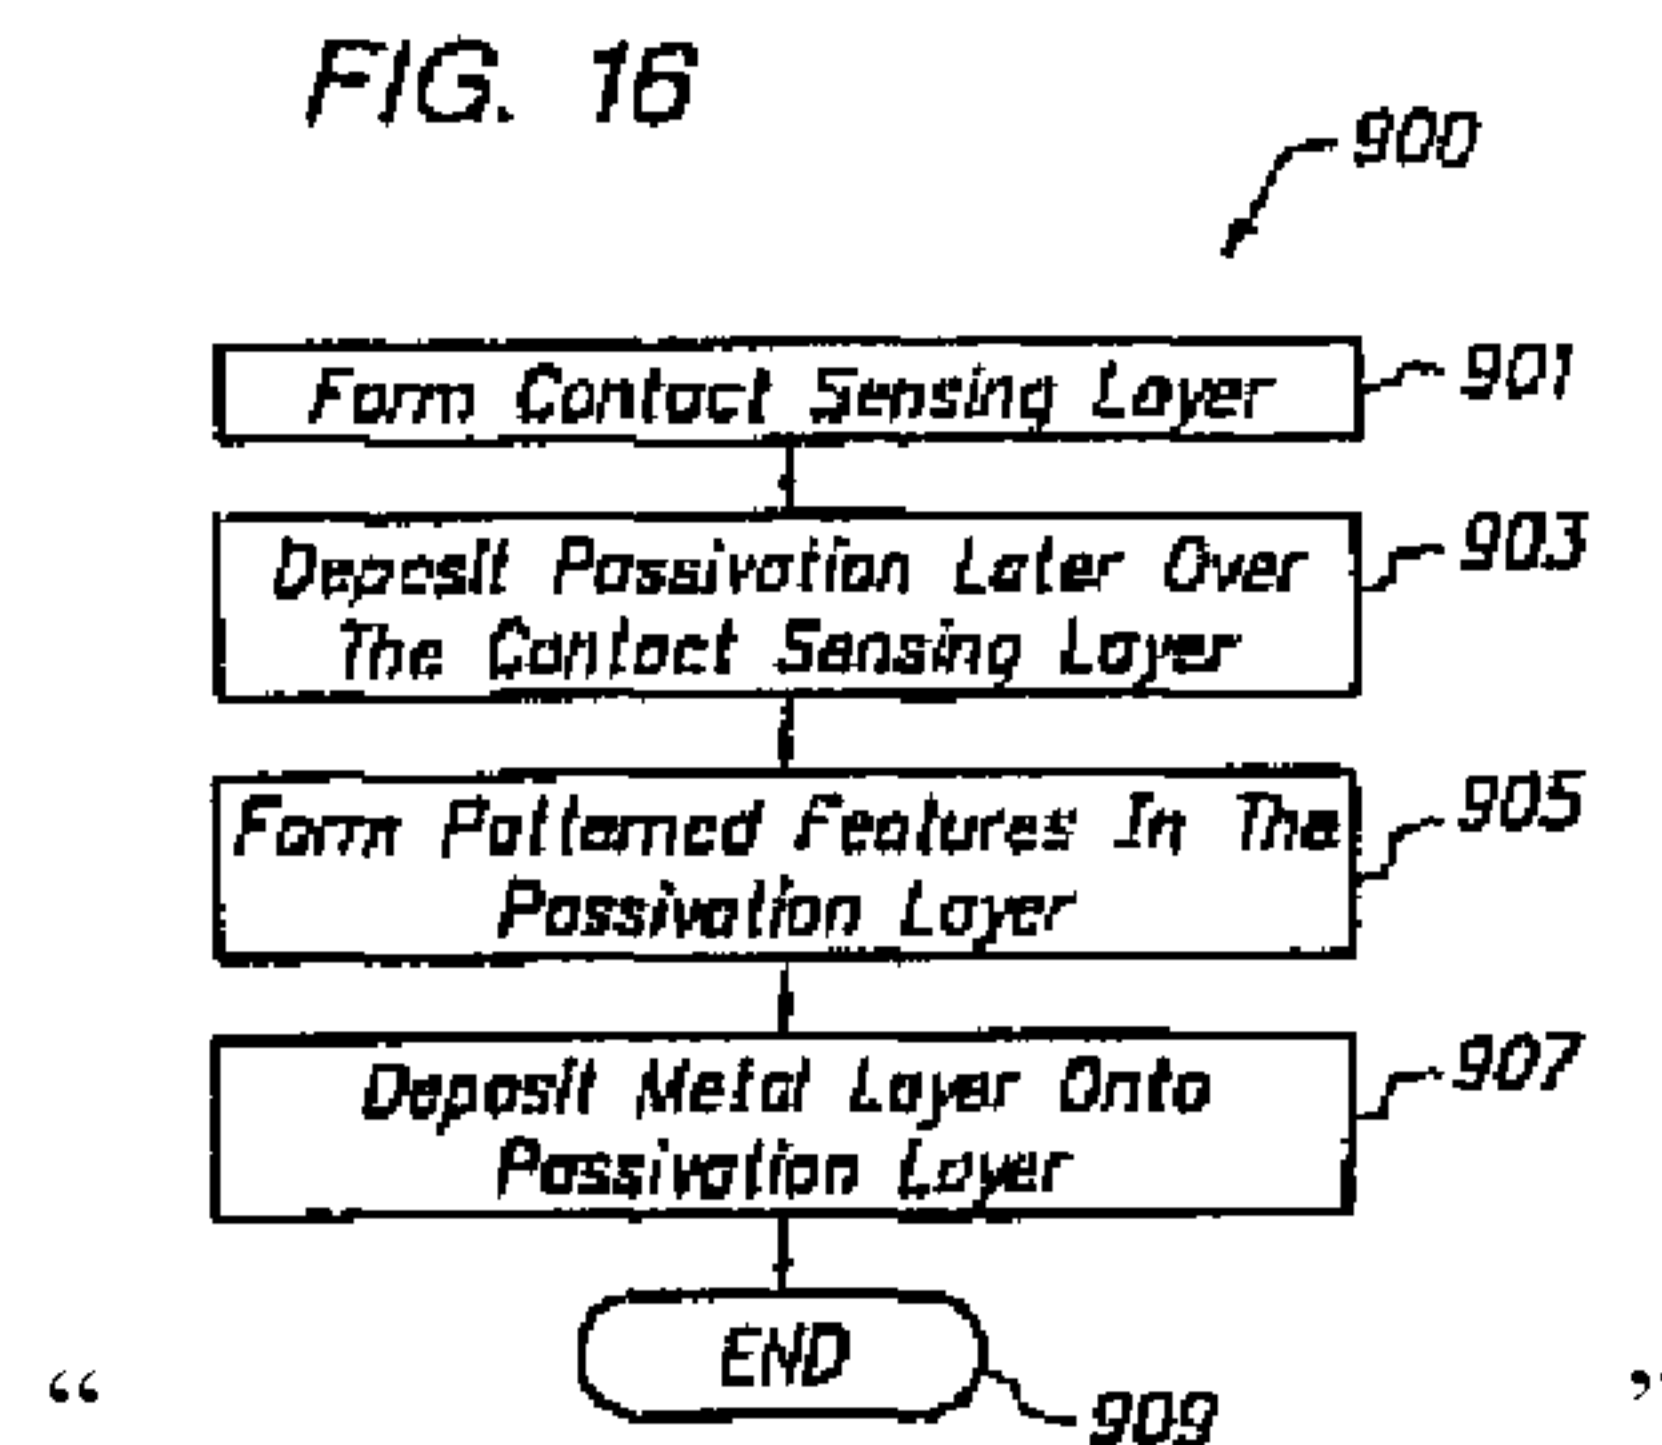 FIG. 16
900
Form Contact Sensing Layer
901
Deposit Passivation Later Over
The Contact Sensing Layer
903
Form Patterned Features In The
Passivation Layer
905
Deposit Metal Layer Onto
Passivation Layer
907
END
909
“
”